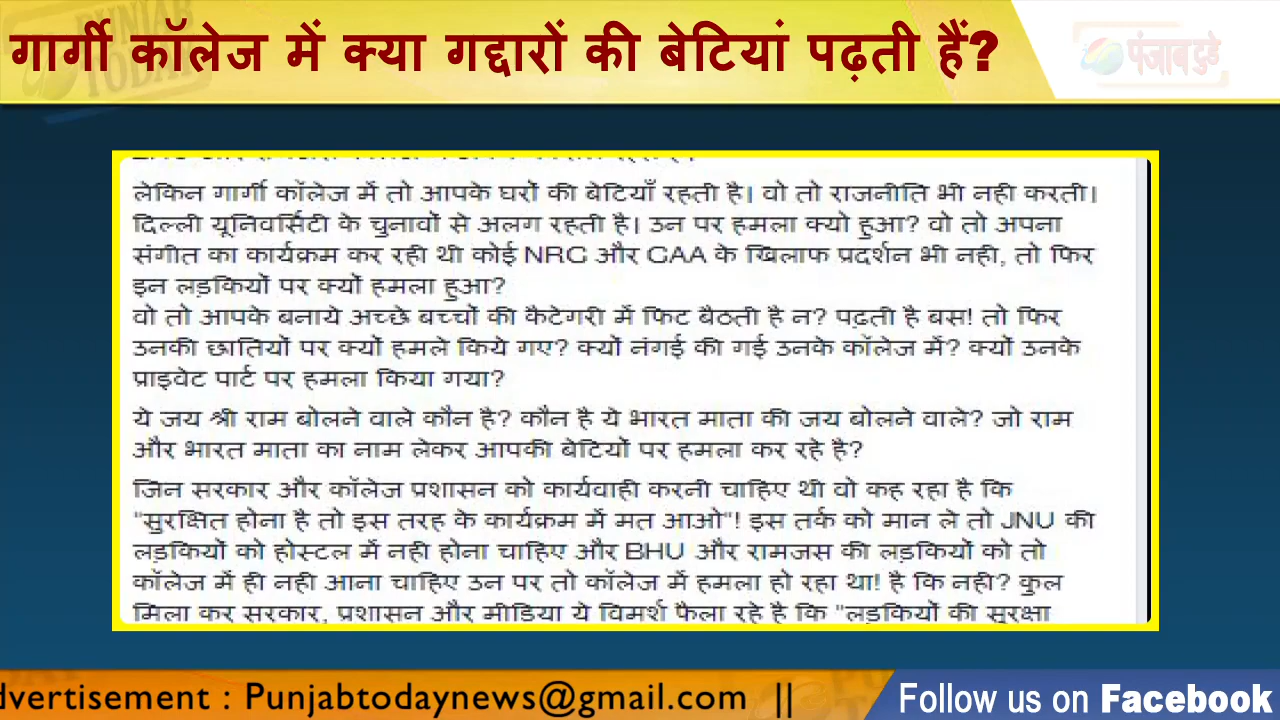 गार्गी कॉलेज में क्या गद्दारों की बेटियां पढ़ती हैं?
पंजाब टुडे
लेकिन गार्गी कॉलेज में तो आपके घरों की बेटियाँ रहती है। वो तो राजनीति भी नही करती।
दिल्ली यूनिवर्सिटी के चुनावों से अलग रहती है। उन पर हमला क्यो हुआ? वो तो अपना
संगीत का कार्यक्रम कर रही थी कोई NRC और CAA के खिलाफ प्रदर्शन भी नही, तो फिर
इन लड़कियों पर क्यों हमला हुआ?
वो तो आपके बनाये अच्छे बच्चों की कैटेगरी में फिट बैठती है न? पढ़ती है बस! तो फिर
उनकी छातियों पर क्यों हमले किये गए? क्यों नंगई की गई उनके कॉलेज में? क्यों उनके
प्राइवेट पार्ट पर हमला किया गया?
ये जय श्री राम बोलने वाले कौन है? कौन है ये भारत माता की जय बोलने वाले? जो राम
और भारत माता का नाम लेकर आपकी बेटियों पर हमला कर रहे है?
जिन सरकार और कॉलेज प्रशासन को कार्यवाही करनी चाहिए थी वो कह रहा है कि
"सुरक्षित होना है तो इस तरह के कार्यक्रम में मत आओ"! इस तर्क को मान ले तो JNU की
लड़कियों को होस्टल में नही होना चाहिए और BHU और रामजस की लड़कियों को तो
कॉलेज में ही नही आना चाहिए उन पर तो कॉलेज में हमला हो रहा था! है कि नही? कुल
मिला कर सरकार, प्रशासन और मीडिया ये विमर्श फैला रहे है कि "लड़कियों की सुरक्षा
dvertisement : Punjabtodaynews@gmail.com ||
Follow us on Facebook